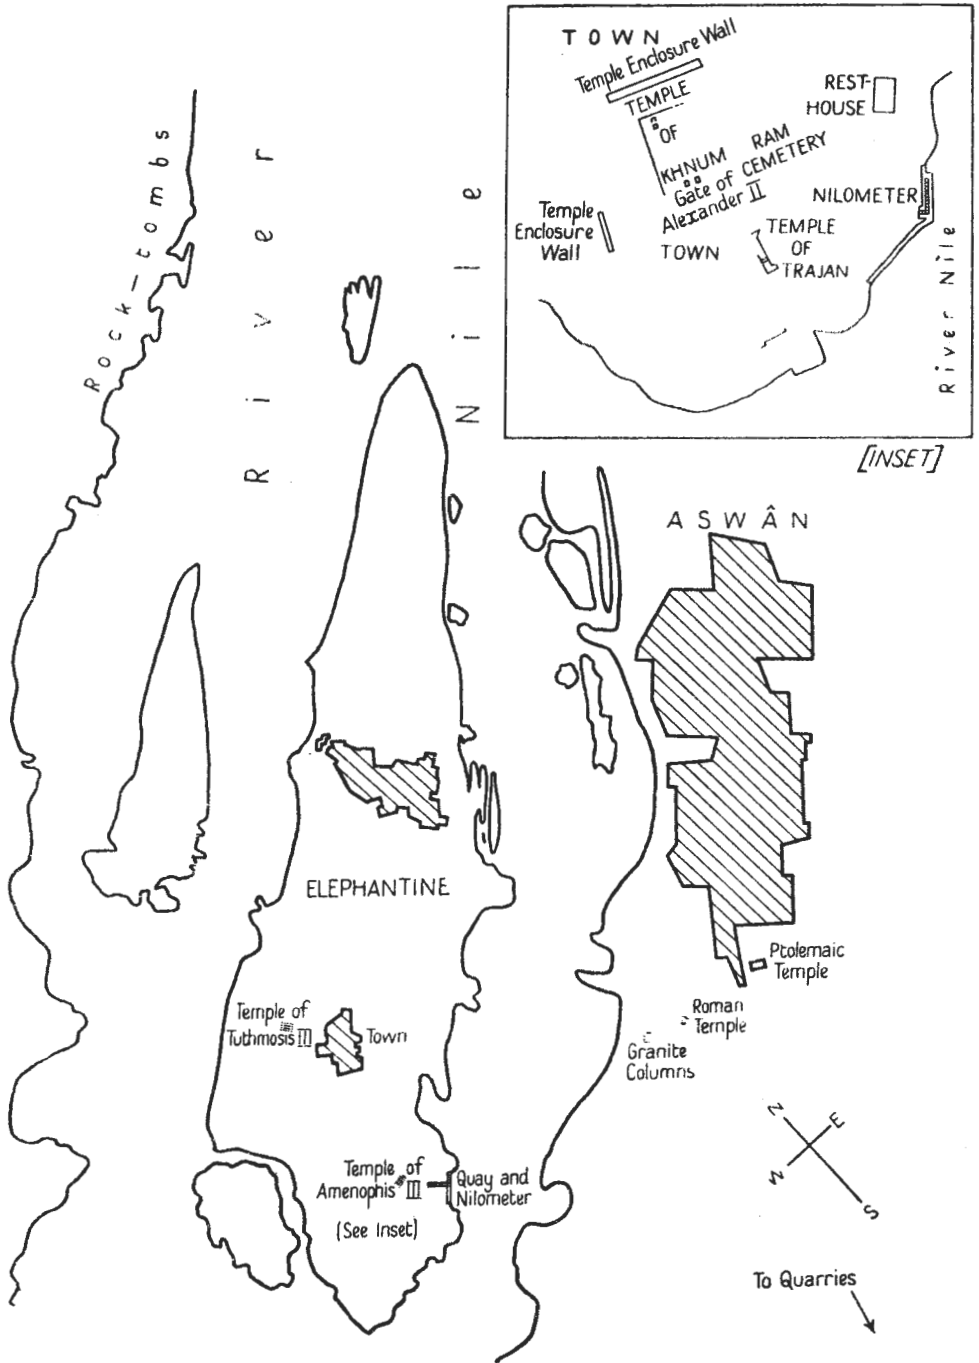 TOWN
Temple Enclosure Wall
TEMPLE
OF
KHNUM
RAM
CEMETERY
Gate of
Alexander II
REST-
HOUSE
NILOMETER
Temple
Enclosure
Wall
TOWN
TEMPLE
OF
TRAJAN
River Nile
[INSET]
Rock-tombs
River
Nile
ASWÂN
ELEPHANTINE
Ptolemaic
Temple
Roman
Temple
Granite
Columns
Temple of
Tuthmosis III
Town
Temple of
Amenophis III
Quay and
Nilometer
(See Inset)
N
E
W
S
To Quarries